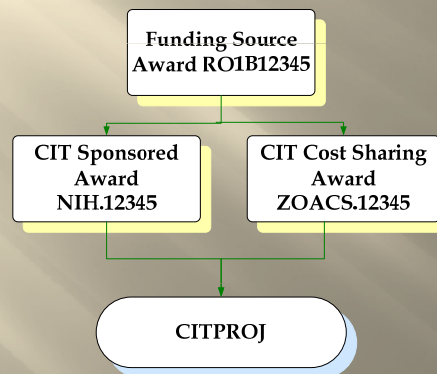 Funding Source
Award RO1B12345
CIT Sponsored
Award
NIH.12345
CIT Cost Sharing
Award
ZOACS.12345
CITPROJ